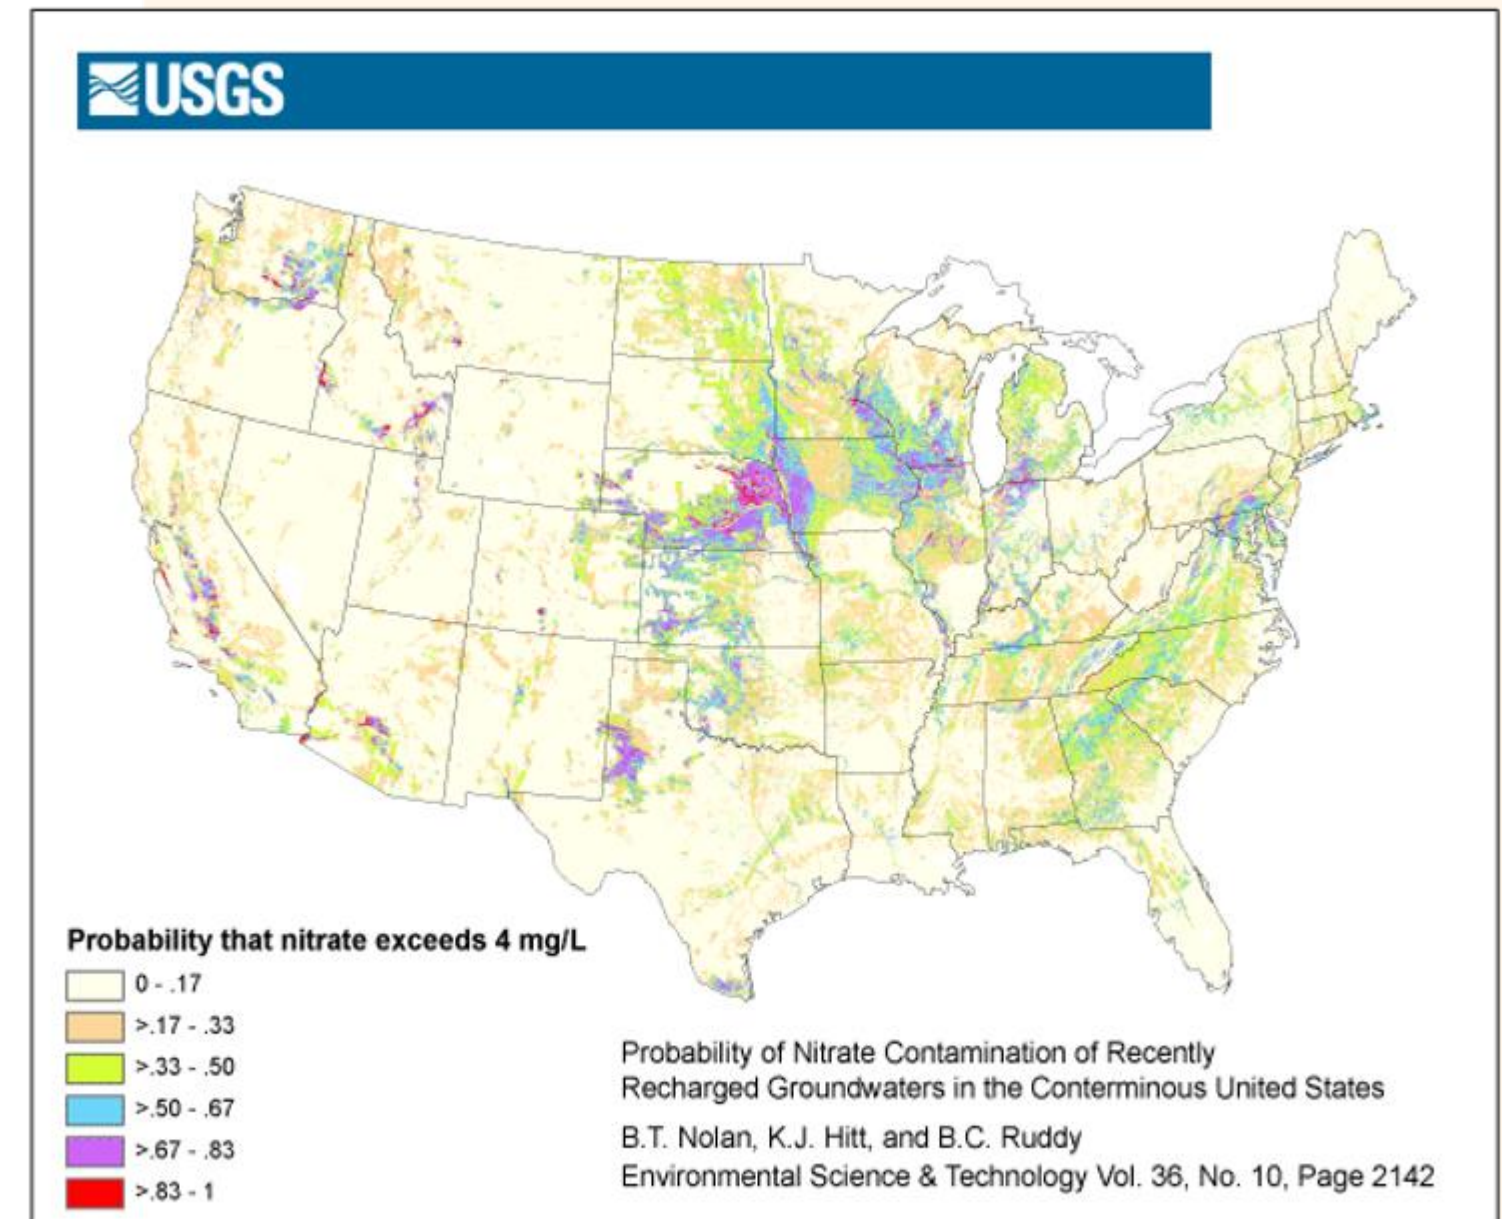 USGS
Probability that nitrate exceeds 4 mg/L
0 - .17
>.17 - .33
>.33 - .50
>.50 - .67
>.67 - .83
>.83 - 1
Probability of Nitrate Contamination of Recently
Recharged Groundwaters in the Conterminous United States
B.T. Nolan, K.J. Hitt, and B.C. Ruddy
Environmental Science & Technology Vol. 36, No. 10, Page 2142